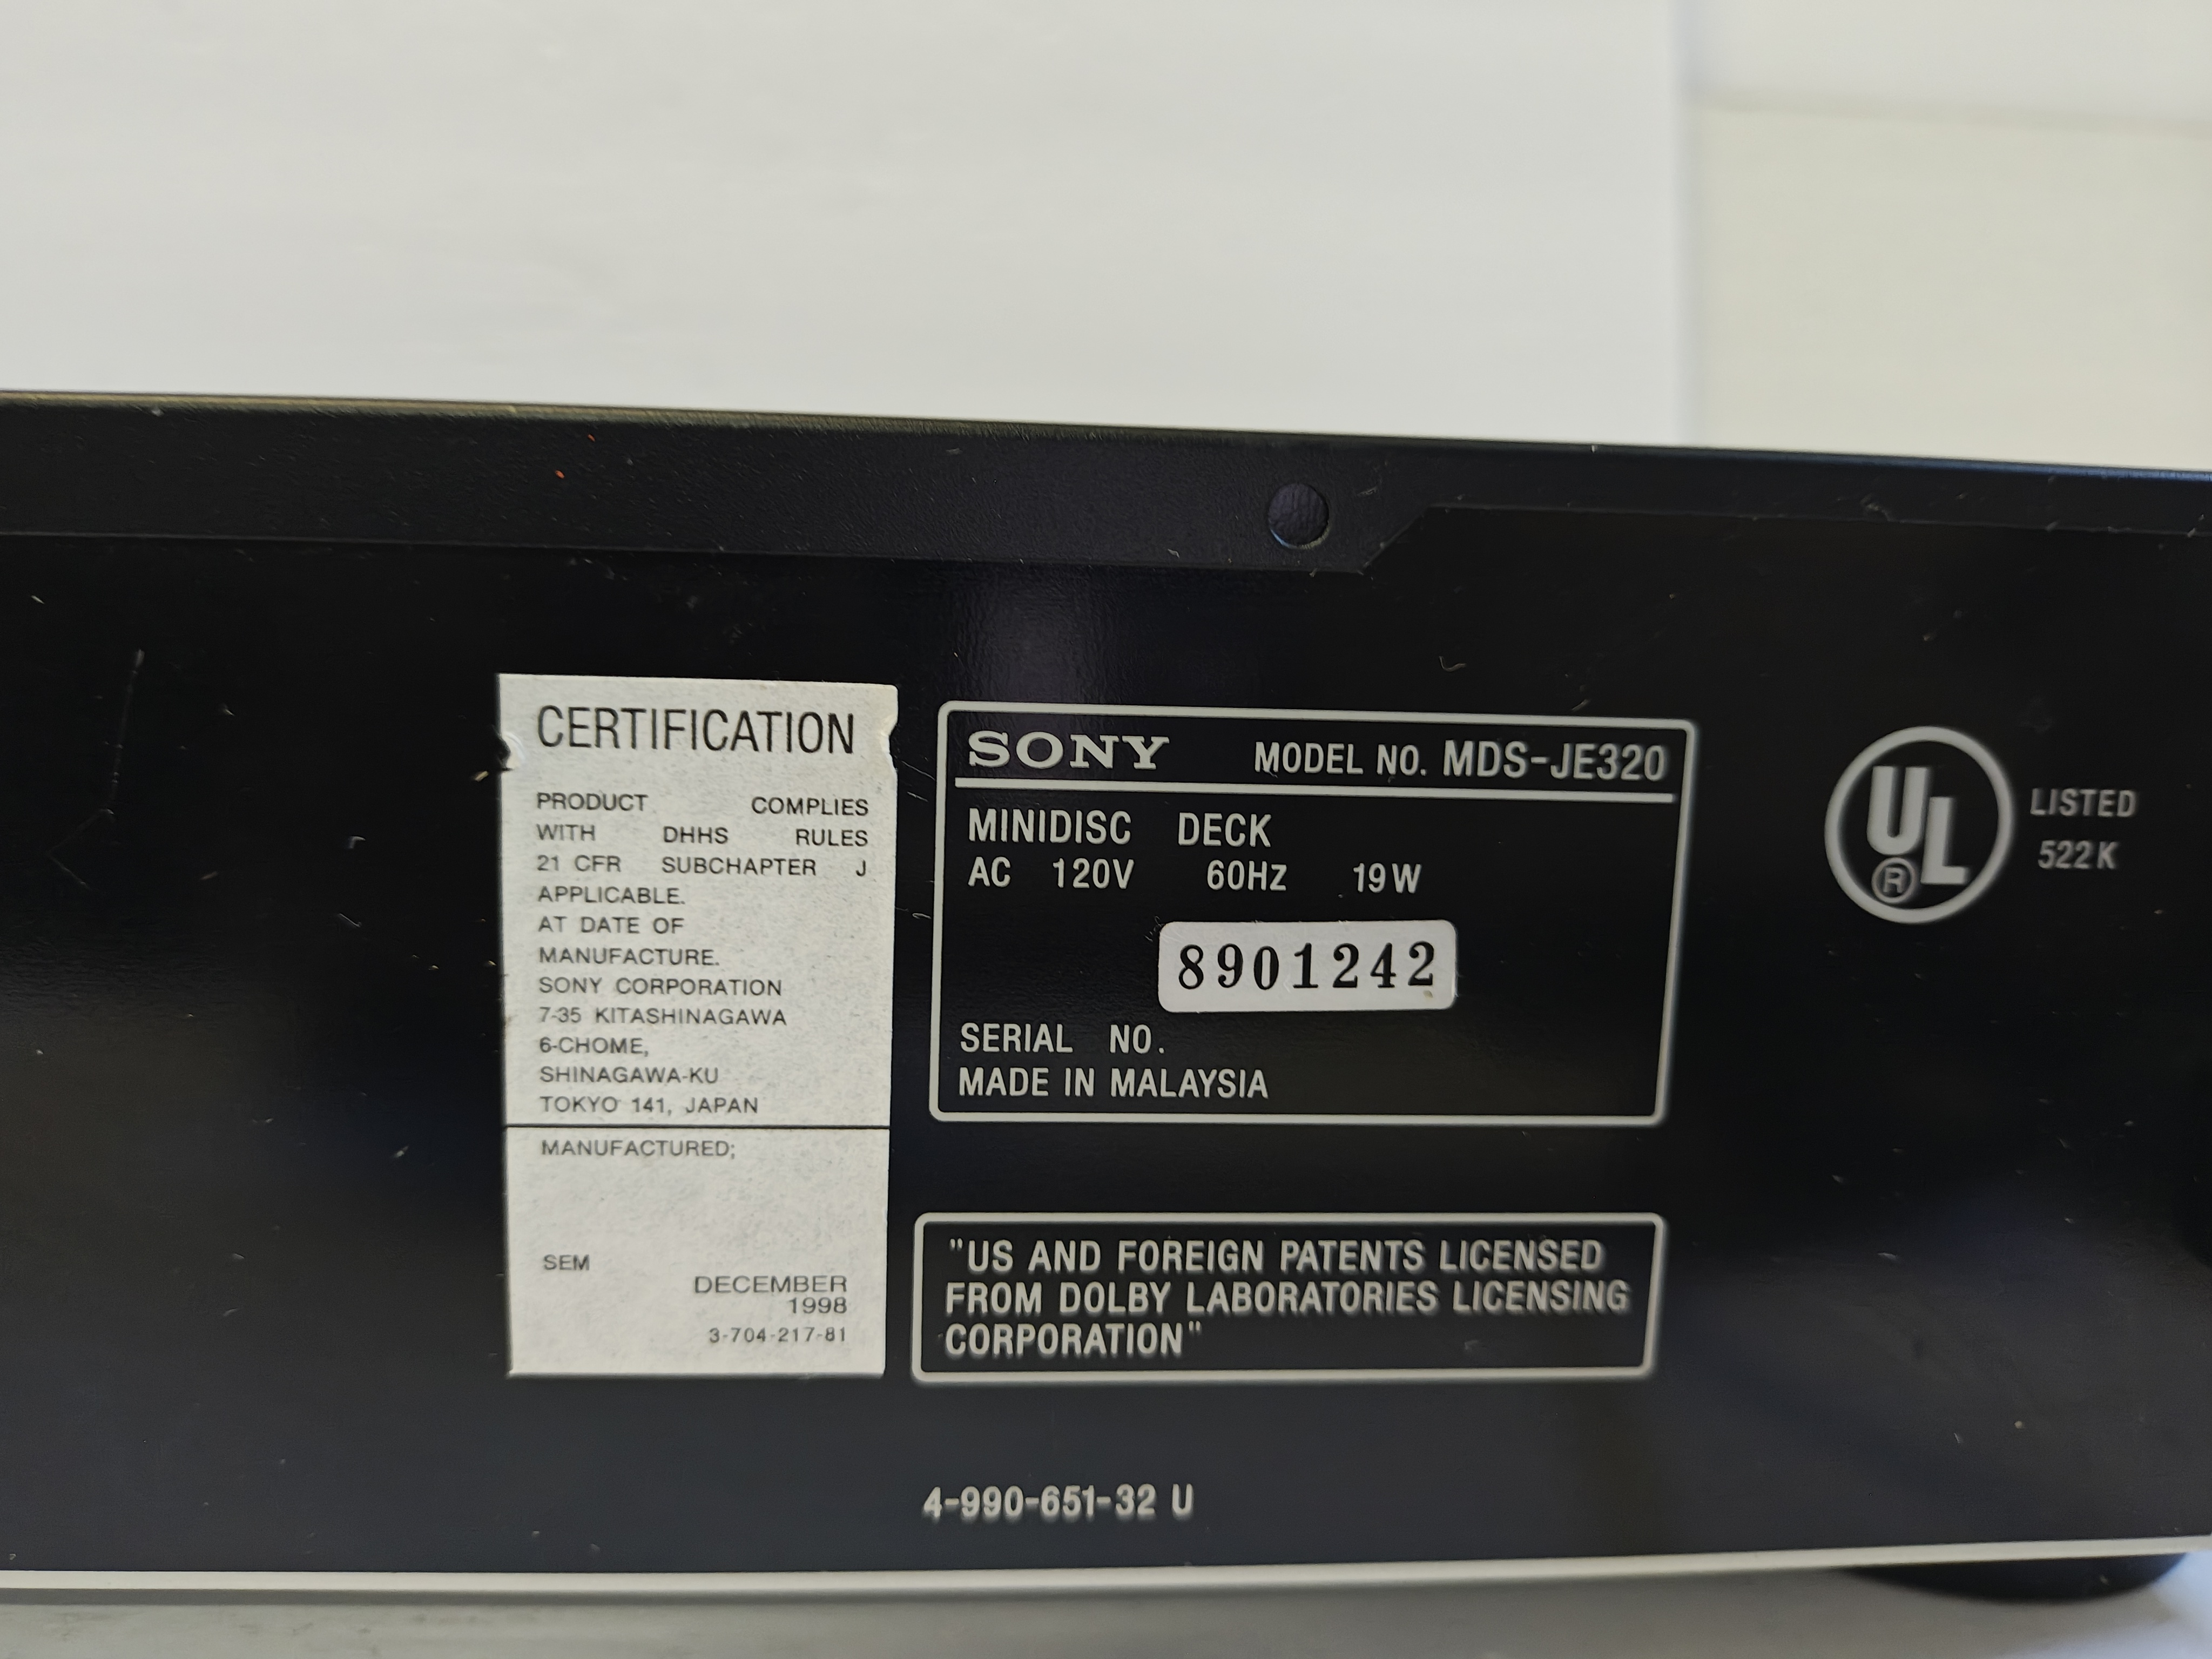 CERTIFICATION
PRODUCT COMPLIES
WITH DHHS RULES
21 CFR SUBCHAPTER J
APPLICABLE.
AT DATE OF
MANUFACTURE.
SONY CORPORATION
7-35 KITASHINAGAWA
6-CHOME,
SHINAGAWA-KU
TOKYO 141, JAPAN
MANUFACTURED;
SEM
DECEMBER
1998
3-704-217-81
SONY MODEL NO. MDS-JE320
MINIDISC DECK
AC 120V 60HZ 19W
8901242
SERIAL NO.
MADE IN MALAYSIA
"US AND FOREIGN PATENTS LICENSED
FROM DOLBY LABORATORIES LICENSING
CORPORATION"
4-990-651-32 U
UL ®
LISTED
522K